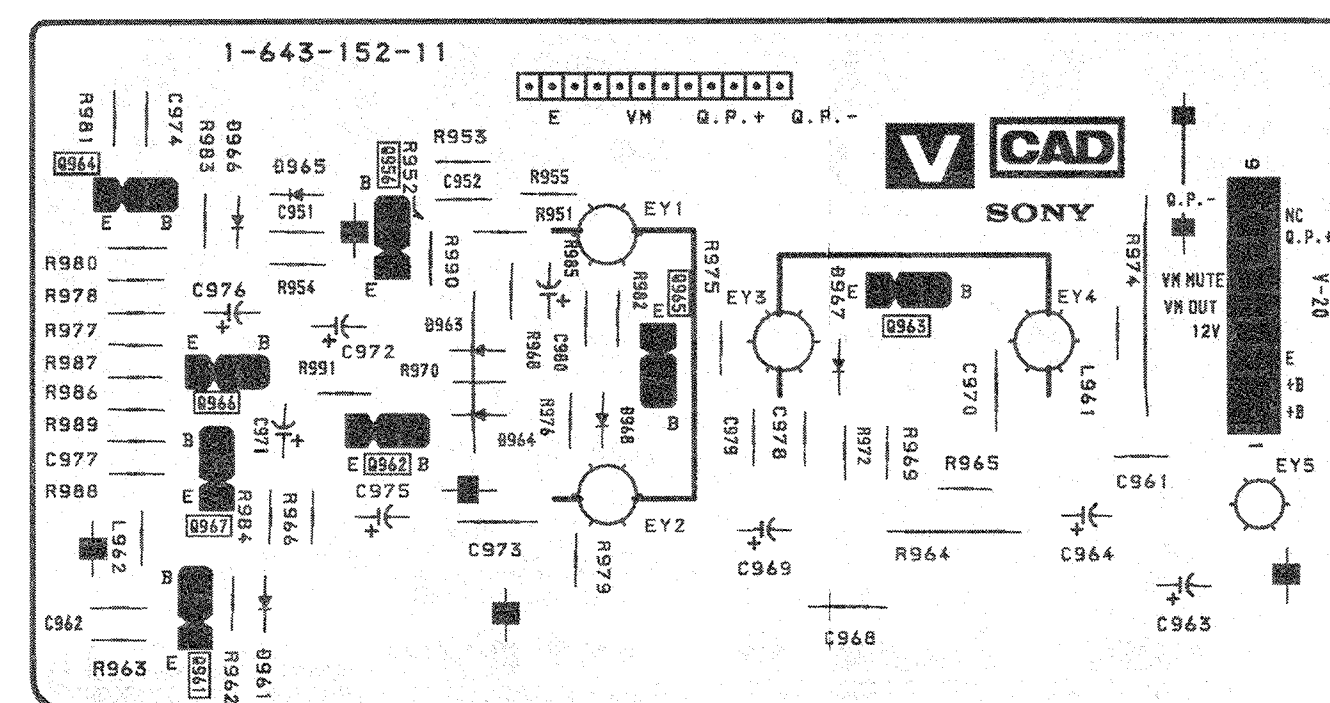 1-643-152-11
E VM Q.P.+ Q.P.-
V CAD
SONY
R981 C974 R983 D966 D965 Q956 R952 R953
Q964 B C952 R955
E B C951 R951 EY1
R980 R954 E R990 R985 R982 Q965 R975
R978 C976 E
R977 C972 D963 R968 C980
E B
R987 R991 R970
R986 Q966
R989 C971 R976 D968 B
B D964
C977 E Q962 B
R988 E C975
Q967 R984 R966 EY2
L962 C973 R979
B
C962
R963 E Q961 R962 D961
EY3 D967 E B EY4
Q963
C970 L961
C979 C978 R972 R969 R965
C961
R964
C969 C964
C968
C963
R974
Q.P.-
9
NC
Q.P.+
VM MUTE
VM OUT
12V
V-20
E
+B
+B
1
EY5